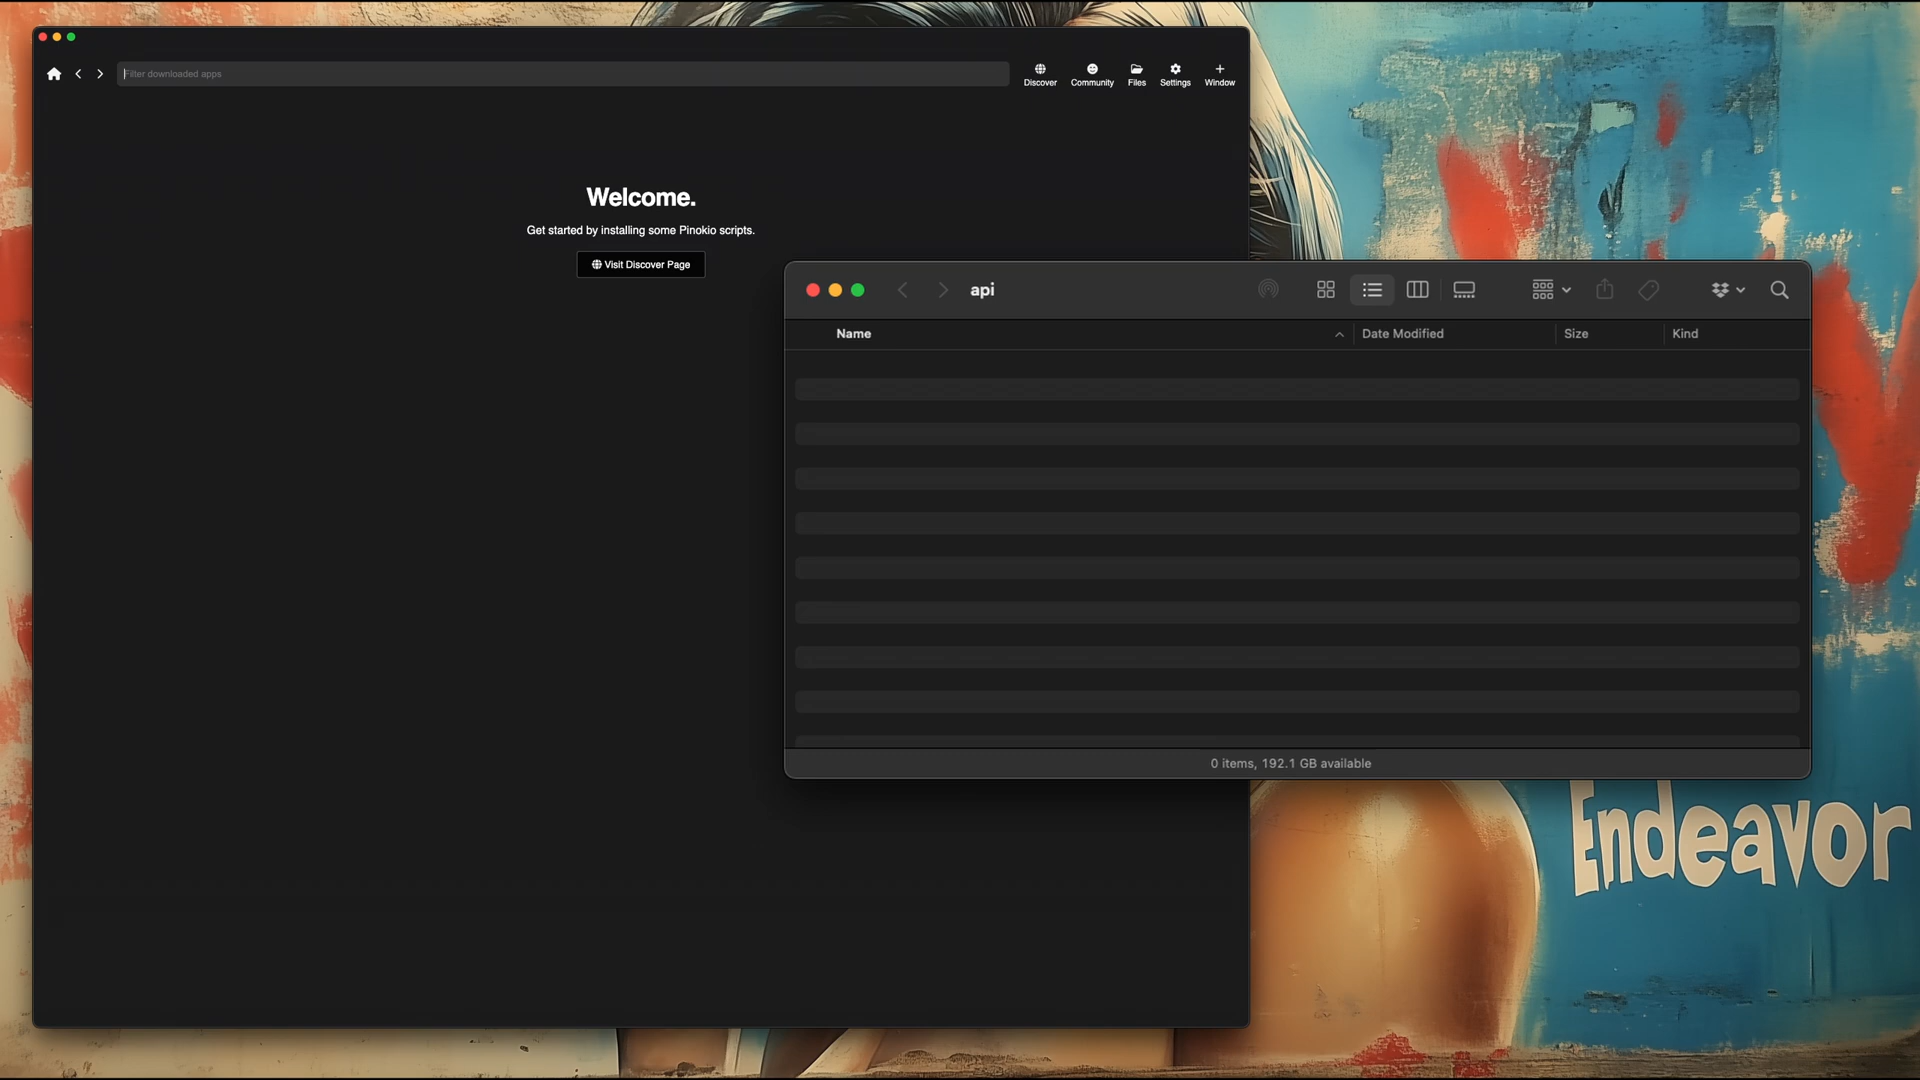 Filter downloaded apps
Discover
Community
Files
Settings
Window
Welcome.
Get started by installing some Pinokio scripts.
Visit Discover Page
api
Name
Date Modified
Size
Kind
0 items, 192.1 GB available
Endeavor